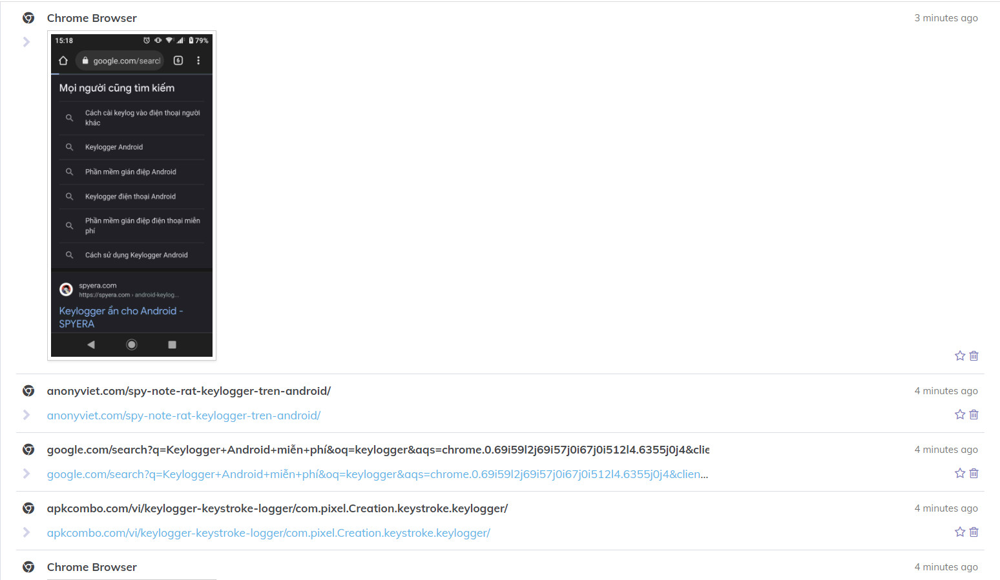 Chrome Browser
3 minutes ago
15:18
79%
google.com/searcl
6
Mọi người cũng tìm kiếm
Cách cài keylog vào điện thoại người
khác
Keylogger Android
Phần mềm gián điệp Android
Keylogger điện thoại Android
Phần mềm gián điệp điện thoại miễn
phí
Cách sử dụng Keylogger Android
spyera.com
https://spyera.com › android-keylog...
Keylogger ẩn cho Android -
SPYERA
anonyviet.com/spy-note-rat-keylogger-tren-android/
4 minutes ago
anonyviet.com/spy-note-rat-keylogger-tren-android/
google.com/search?q=Keylogger+Android+miễn+phí&oq=keylogger&aqs=chrome.0.69i59l2j69i57j0i67j0i512l4.6355j0j4&clie
4 minutes ago
google.com/search?q=Keylogger+Android+miễn+phí&oq=keylogger&aqs=chrome.0.69i59l2j69i57j0i67j0i512l4.6355j0j4&clien...
apkcombo.com/vi/keylogger-keystroke-logger/com.pixel.Creation.keystroke.keylogger/
4 minutes ago
apkcombo.com/vi/keylogger-keystroke-logger/com.pixel.Creation.keystroke.keylogger/
Chrome Browser
4 minutes ago